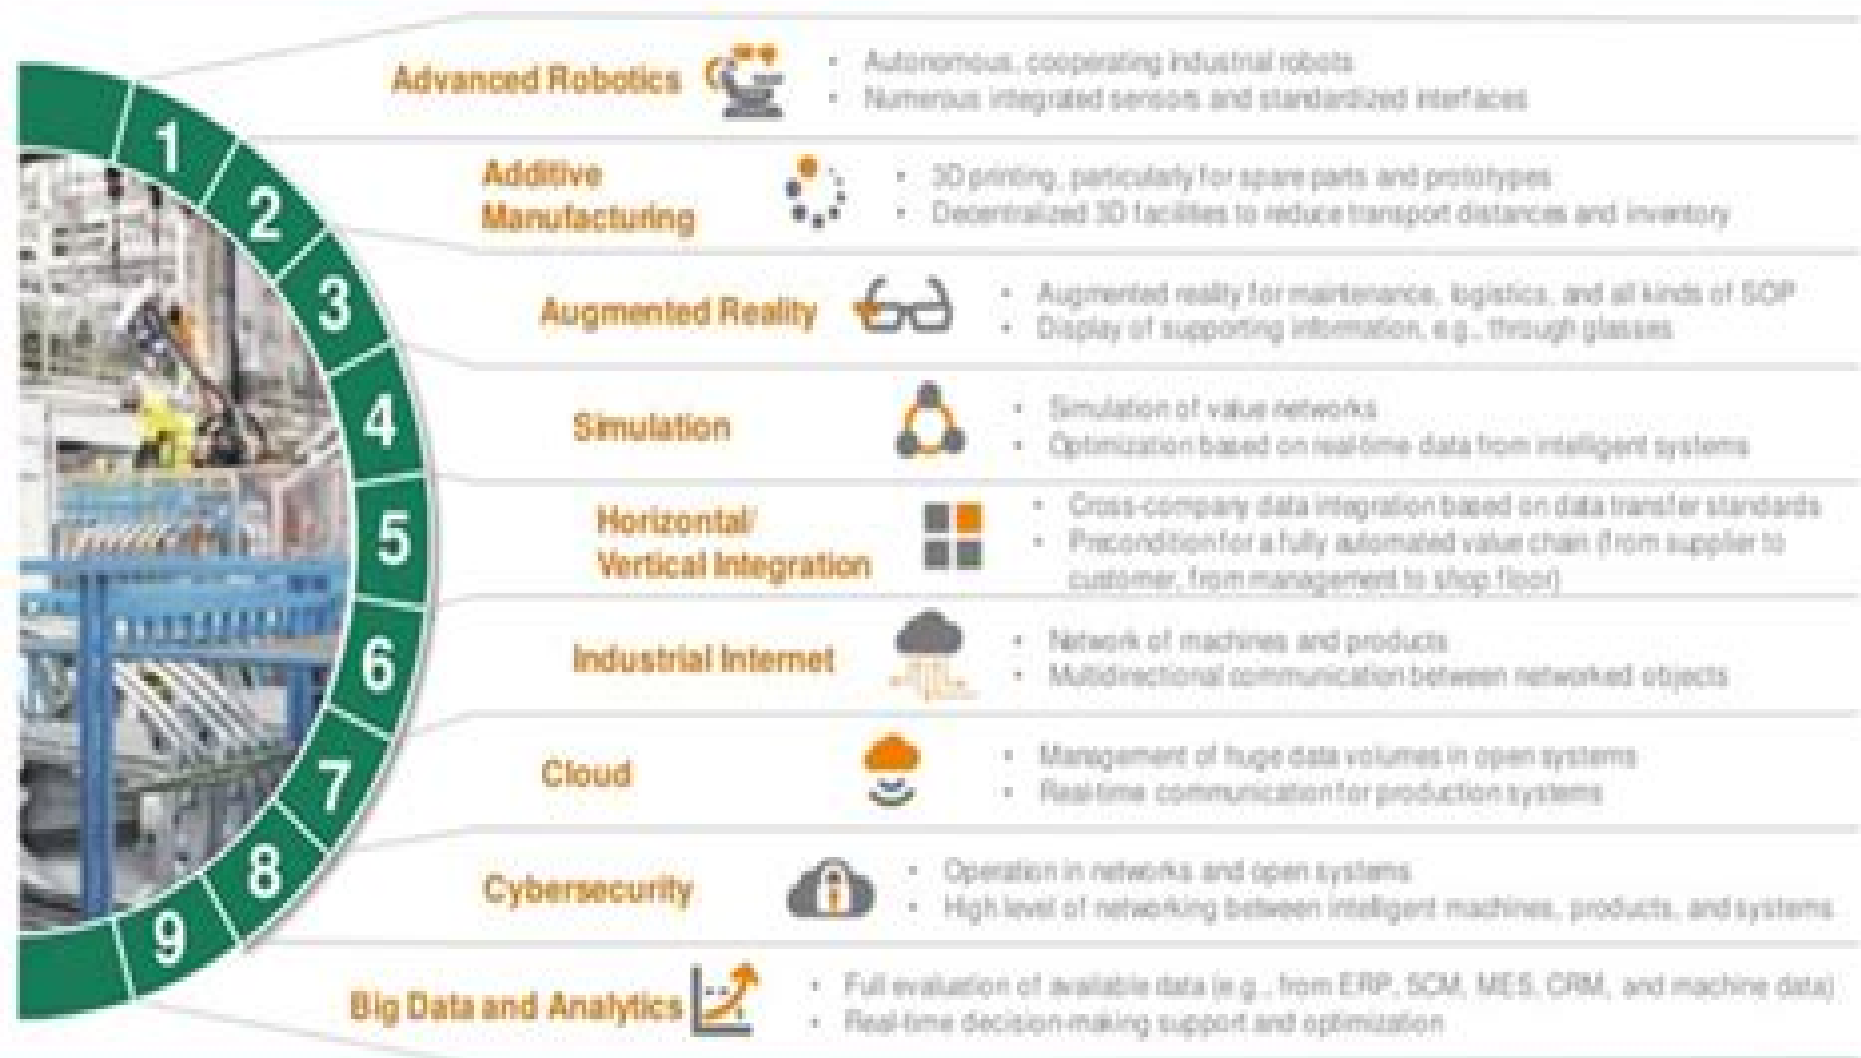 1
Advanced Robotics
• Autonomous, cooperating industrial robots
• Numerous integrated sensors and standardized interfaces
2
Additive
Manufacturing
• 3D printing, particularly for spare parts and prototypes
• Decentralized 3D facilities to reduce transport distances and inventory
3
Augmented Reality
• Augmented reality for maintenance, logistics, and all kinds of SOP
• Display of supporting information, e.g., through glasses
4
Simulation
• Simulation of value networks
• Optimization based on real-time data from intelligent systems
5
Horizontal/
Vertical Integration
• Cross-company data integration based on data transfer standards
• Precondition for a fully automated value chain (from supplier to
customer, from management to shop floor)
6
Industrial Internet
• Network of machines and products
• Multidirectional communication between networked objects
7
Cloud
• Management of huge data volumes in open systems
• Real-time communication for production systems
8
Cybersecurity
• Operation in networks and open systems
• High level of networking between intelligent machines, products, and systems
9
Big Data and Analytics
• Full evaluation of available data (e.g., from ERP, SCM, MES, CRM, and machine data)
• Real-time decision-making support and optimization